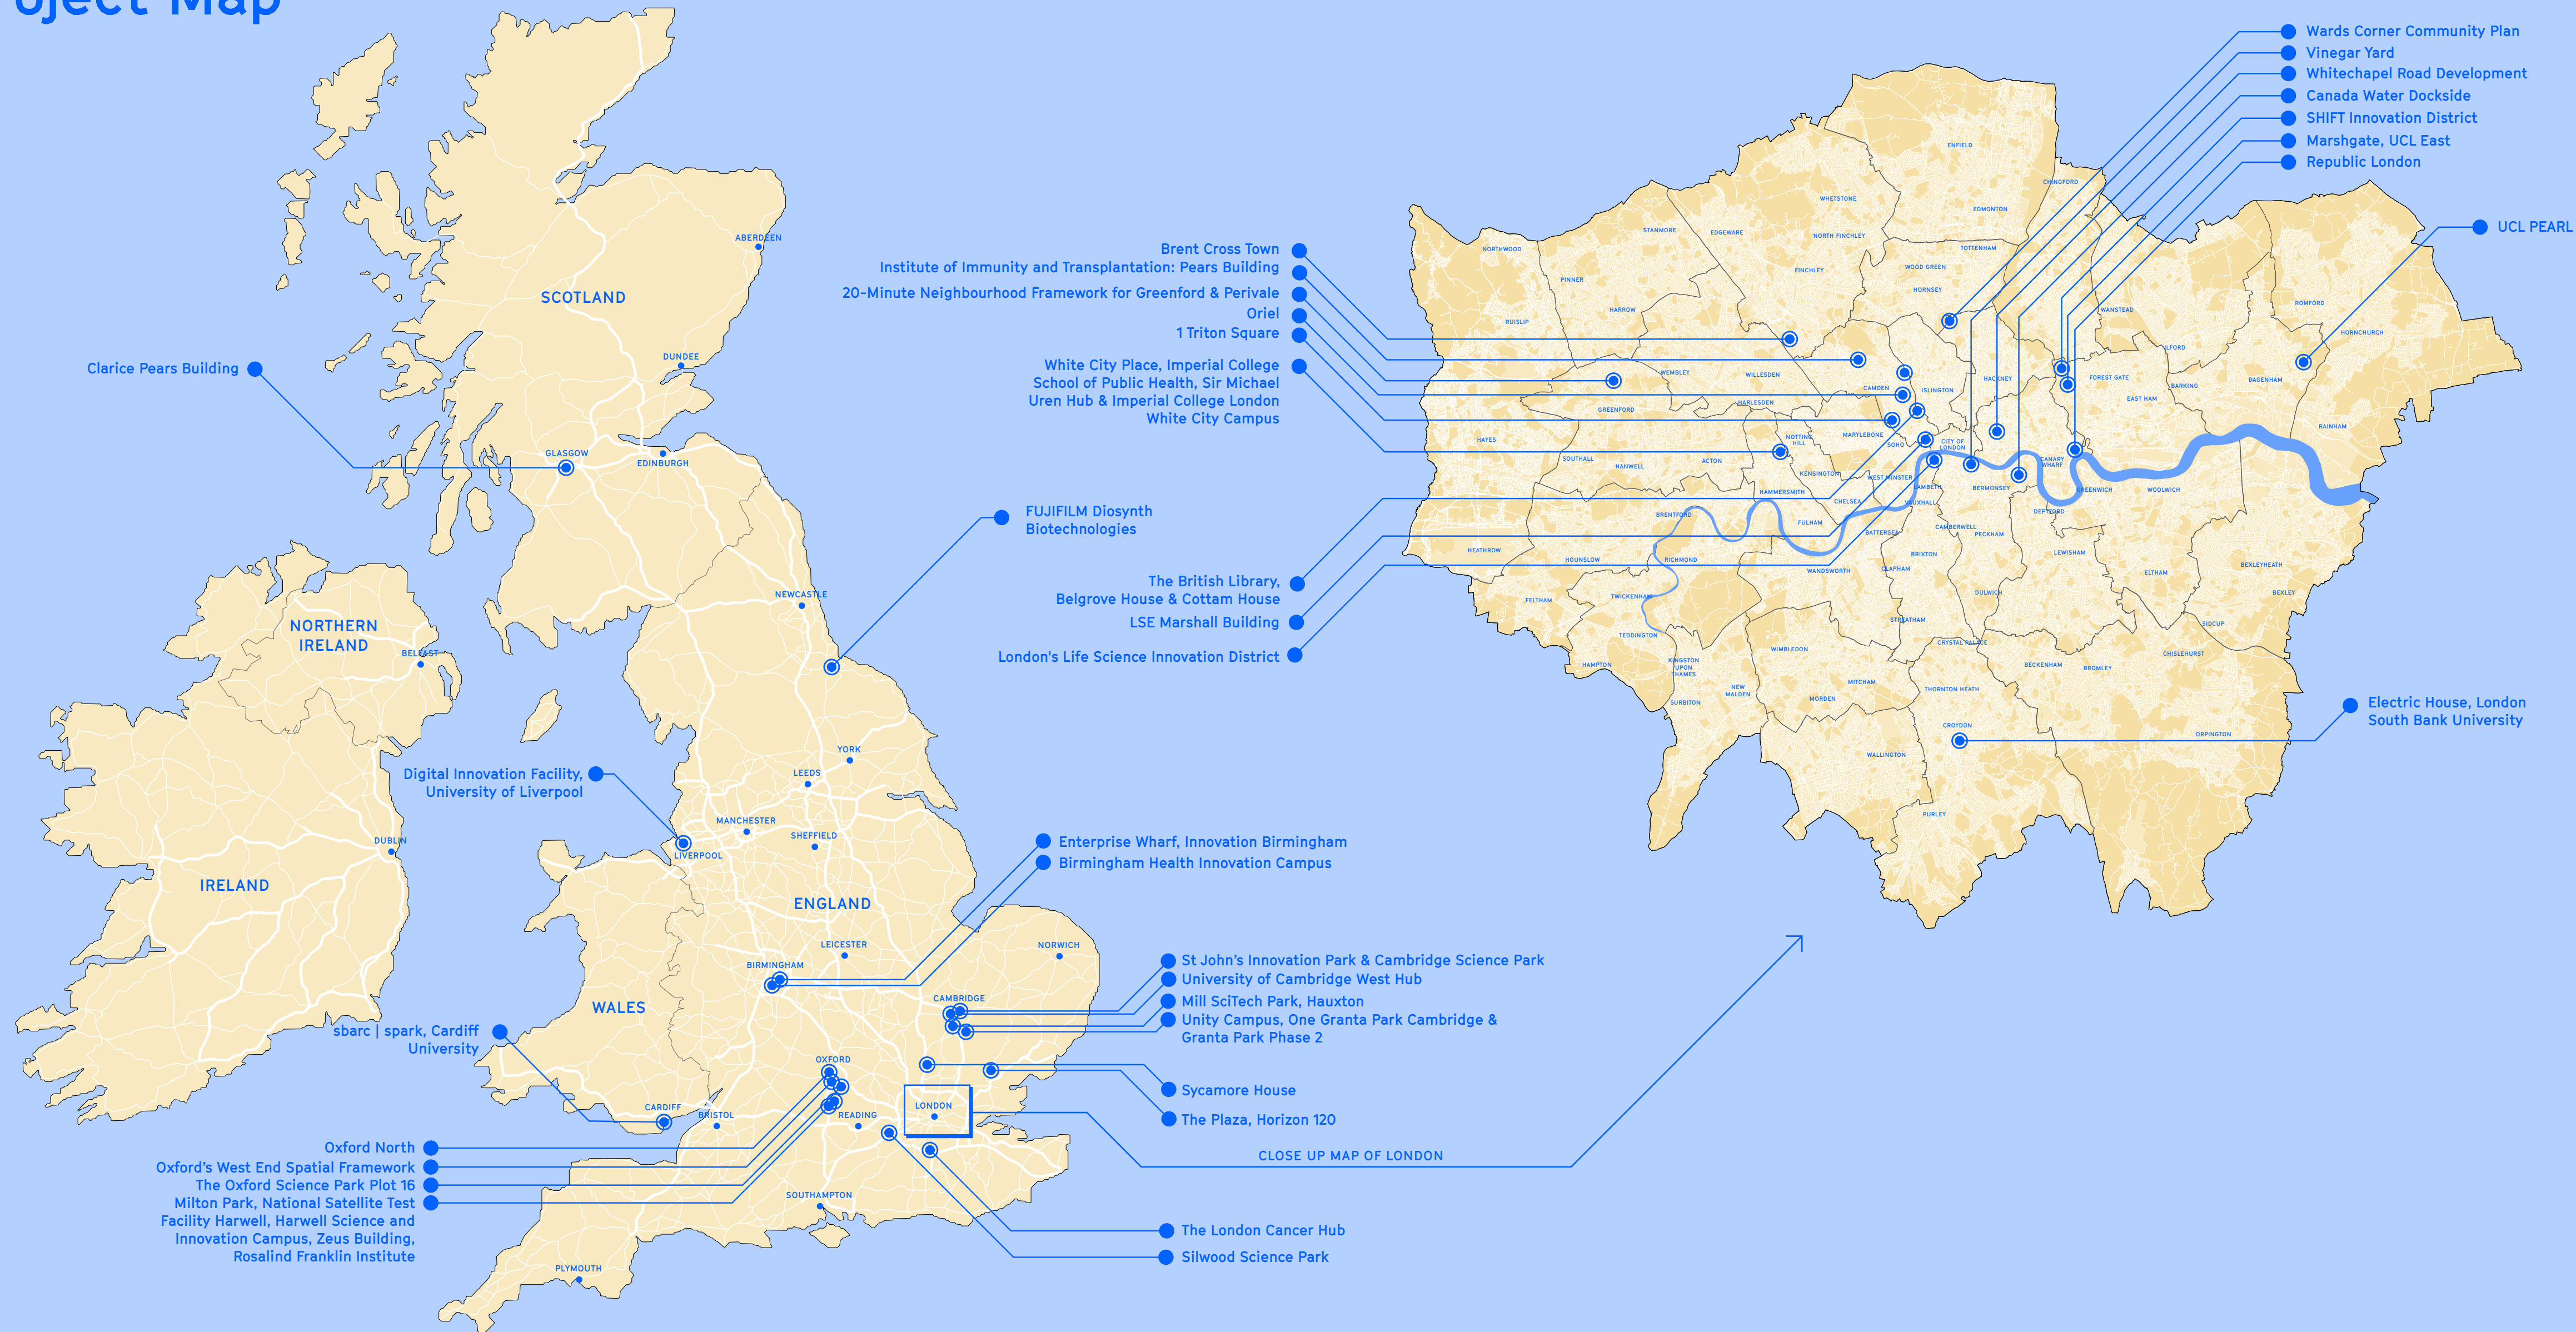 oject Map
SCOTLAND
ABERDEEN
DUNDEE
GLASGOW
EDINBURGH
Clarice Pears Building
FUJIFILM Diosynth
Biotechnologies
NEWCASTLE
NORTHERN
IRELAND
BELFAST
YORK
LEEDS
Digital Innovation Facility,
University of Liverpool
MANCHESTER
SHEFFIELD
LIVERPOOL
DUBLIN
IRELAND
ENGLAND
Enterprise Wharf, Innovation Birmingham
Birmingham Health Innovation Campus
LEICESTER
NORWICH
BIRMINGHAM
WALES
CAMBRIDGE
St John's Innovation Park & Cambridge Science Park
University of Cambridge West Hub
Mill SciTech Park, Hauxton
Unity Campus, One Granta Park Cambridge &
Granta Park Phase 2
sbarc | spark, Cardiff
University
OXFORD
Sycamore House
The Plaza, Horizon 120
CARDIFF
BRISTOL
READING
LONDON
Oxford North
Oxford's West End Spatial Framework
The Oxford Science Park Plot 16
Milton Park, National Satellite Test
Facility Harwell, Harwell Science and
Innovation Campus, Zeus Building,
Rosalind Franklin Institute
CLOSE UP MAP OF LONDON
SOUTHAMPTON
The London Cancer Hub
Silwood Science Park
PLYMOUTH
Brent Cross Town
Institute of Immunity and Transplantation: Pears Building
20-Minute Neighbourhood Framework for Greenford & Perivale
Oriel
1 Triton Square
White City Place, Imperial College
School of Public Health, Sir Michael
Uren Hub & Imperial College London
White City Campus
The British Library,
Belgrove House & Cottam House
LSE Marshall Building
London's Life Science Innovation District
Wards Corner Community Plan
Vinegar Yard
Whitechapel Road Development
Canada Water Dockside
SHIFT Innovation District
Marshgate, UCL East
Republic London
UCL PEARL
Electric House, London
South Bank University
ENFIELD
CHINGFORD
WHETSTONE
EDMONTON
STANMORE
EDGEWARE
NORTH FINCHLEY
NORTHWOOD
TOTTENHAM
FINCHLEY
WOOD GREEN
PINNER
HORNSEY
ROMFORD
HARROW
WANSTEAD
RUISLIP
HORNCHURCH
ILFORD
WEMBLEY
WILLESDEN
HACKNEY
FOREST GATE
DAGENHAM
BARKING
CAMDEN
ISLINGTON
HARLESDEN
EAST HAM
GREENFORD
RAINHAM
HAYES
NOTTING
HILL
MARYLEBONE
SOHO
CITY OF
LONDON
SOUTHALL
HANWELL
ACTON
CANARY
WHARF
KENSINGTON
WEST MINSTER
LAMBETH
BERMONSEY
GREENWICH
WOOLWICH
HAMMERSMITH
CHELSEA
VAUXHALL
BRENTFORD
FULHAM
DEPTFORD
BATTERSEA
CAMBERWELL
PECKHAM
HEATHROW
HOUNSLOW
RICHMOND
BRIXTON
LEWISHAM
WANDSWORTH
CLAPHAM
ELTHAM
BEXLEYHEATH
FELTHAM
TWICKENHAM
DULWICH
BEXLEY
STREATHAM
SIDCUP
TEDDINGTON
CRYSTAL PALACE
WIMBLEDON
CHISLEHURST
HAMPTON
KINGSTON
UPON
THAMES
BECKENHAM
BROMLEY
MITCHAM
NEW
MALDEN
THORNTON HEATH
MORDEN
SURBITON
CROYDON
ORPINGTON
WALLINGTON
PURLEY